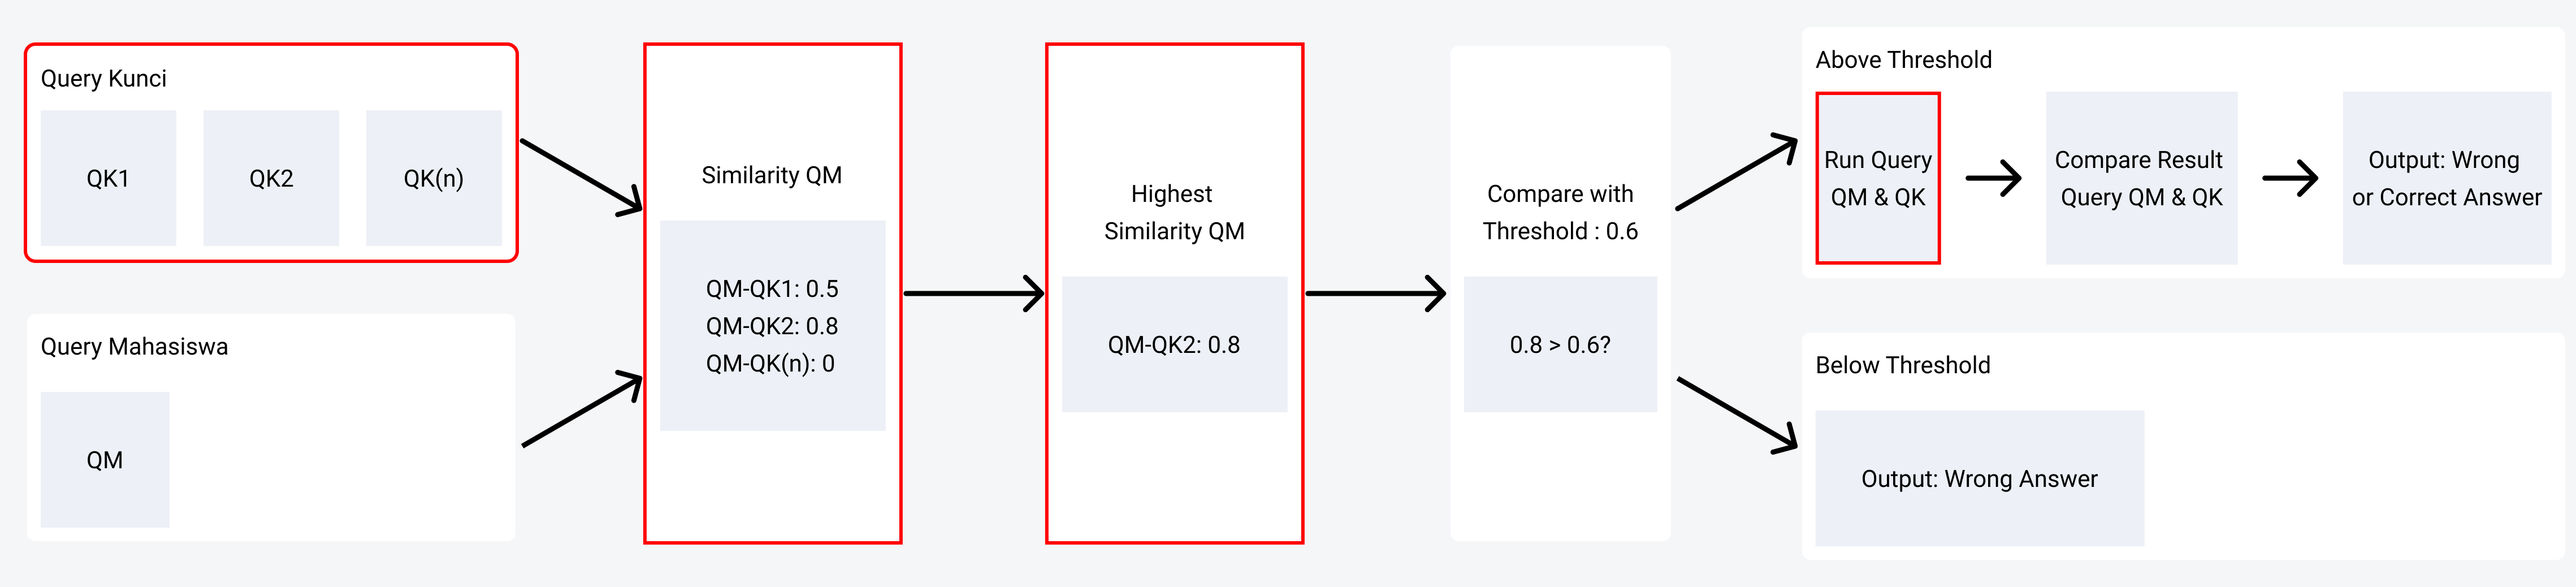 Query Kunci
QK1
QK2
QK(n)
Query Mahasiswa
QM
Similarity QM
QM-QK1: 0.5
QM-QK2: 0.8
QM-QK(n): 0
Highest
Similarity QM
QM-QK2: 0.8
Compare with
Threshold : 0.6
0.8 > 0.6?
Above Threshold
Run Query
QM & QK
Compare Result
Query QM & QK
Output: Wrong
or Correct Answer
Below Threshold
Output: Wrong Answer